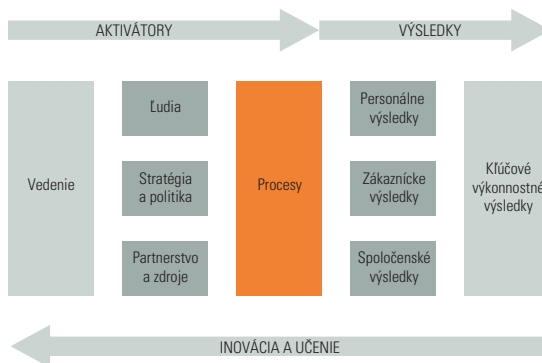 AKTIVÁTORY
VÝSLEDKY
Vedenie
Ľudia
Stratégia
a politika
Partnerstvo
a zdroje
Procesy
Personálne
výsledky
Zákaznícke
výsledky
Spoločenské
výsledky
Kľúčové
výkonnostné
výsledky
INOVÁCIA A UČENIE